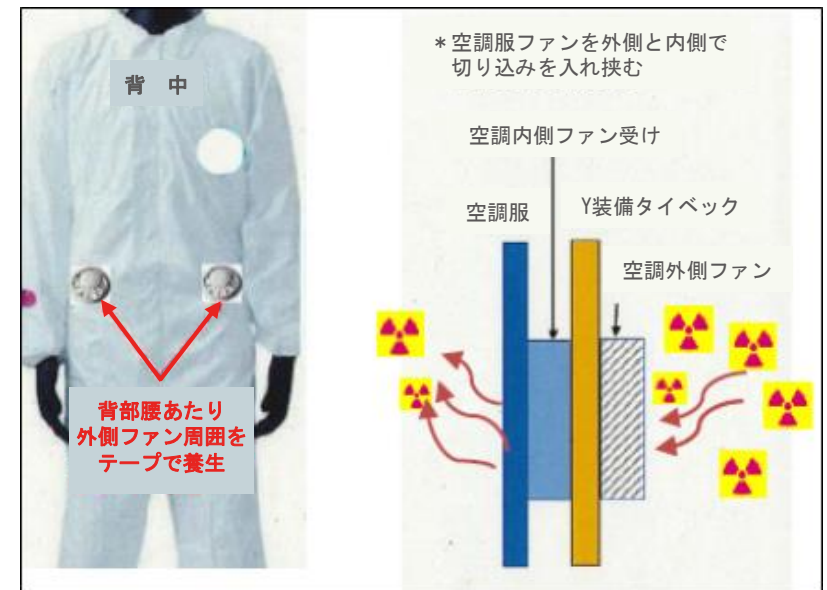 背 中
背部腰あたり
外側ファン周囲を
テープで養生
*空調服ファンを外側と内側で
切り込みを入れ挟む
空調内側ファン受け
空調服
Y装備タイベック
空調外側ファン